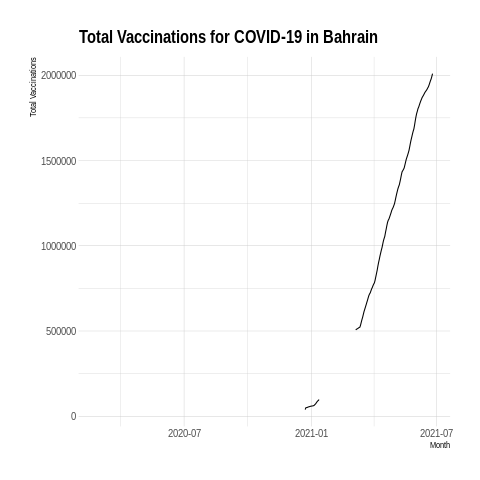 Total Vaccinations for COVID-19 in Bahrain
Total Vaccinations
2000000
1500000
1000000
500000
0
2020-07
2021-01
2021-07
Month